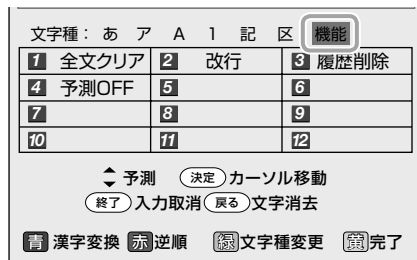 文字種： あ ア A 1 記 区 機能
1 全文クリア 2 改行 3 履歴削除
4 予測OFF 5 6
7 8 9
10 11 12
予測 決定 カーソル移動
終了 入力取消 戻る 文字消去
青 漢字変換 赤 逆順 緑 文字種変更 黄 完了